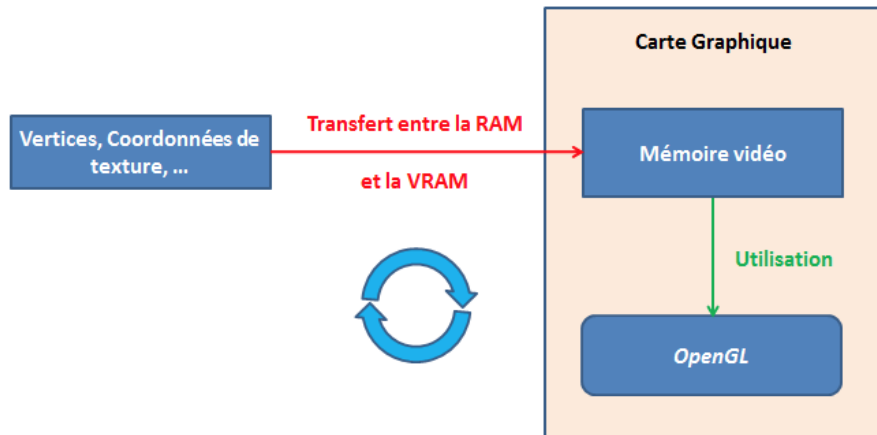 Carte Graphique
Vertices, Coordonnées de
texture, ...
Transfert entre la RAM
et la VRAM
Mémoire vidéo
Utilisation
OpenGL